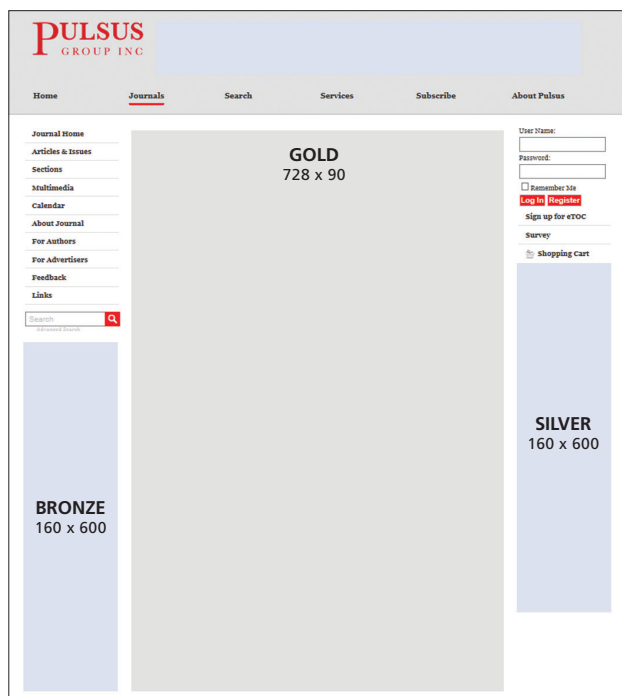 PULSUS
GROUP INC
Home Journals Search Services Subscribe About Pulsus
Journal Home
Articles & Issues
Sections
Multimedia
Calendar
About Journal
For Authors
For Advertisers
Feedback
Links
Search
Advanced Search
BRONZE
160 x 600
GOLD
728 x 90
User Name:
Password:
Remember Me
Log In Register
Sign up for eTOC
Survey
Shopping Cart
SILVER
160 x 600